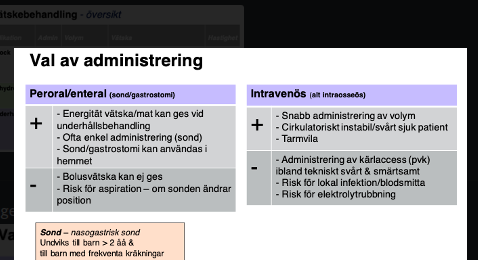 tskebehandling - översikt
Val av administrering
Peroral/enteral (sond/gastrostomi)
+
- Energität vätska/mat kan ges vid
underhållsbehandling
- Ofta enkel administrering (sond)
- Sond/gastrostomi kan användas i
hemmet
-
- Bolusvätska kan ej ges
- Risk för aspiration – om sonden ändrar
position
Intravenös (alt intraosseös)
+
- Snabb administrering av volym
- Cirkulatoriskt instabil/svårt sjuk patient
- Tarmvila
-
- Administrering av kärlaccess (pvk)
ibland tekniskt svårt & smärtsamt
- Risk för lokal infektion/blodsmitta
- Risk för elektrolytrubbning
Sond – nasogastrisk sond
Undviks till barn > 2 åå &
till barn med frekventa kräkningar